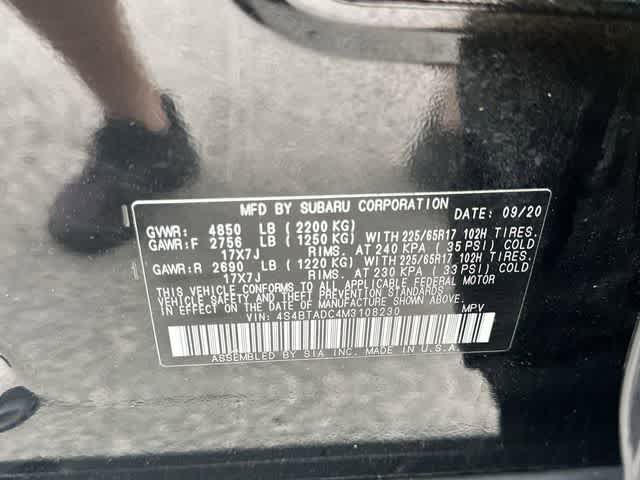 MFD BY SUBARU CORPORATION DATE: 09/20
GVWR: 4850 LB (2200 KG)
GAWR:F 2756 LB (1250 KG) WITH 225/65R17 102H TIRES.
17X7J RIMS. AT 240 KPA (35 PSI) COLD
GAWR:R 2690 LB (1220 KG) WITH 225/65R17 102H TIRES.
17X7J RIMS. AT 230 KPA (33 PSI) COLD
THIS VEHICLE CONFORMS TO ALL APPLICABLE FEDERAL MOTOR
VEHICLE SAFETY AND THEFT PREVENTION STANDARDS
IN EFFECT ON THE DATE OF MANUFACTURE SHOWN ABOVE.
VIN: 4S4BTADC4M3108230 MPV
ASSEMBLED BY SIA INC. MADE IN U.S.A.